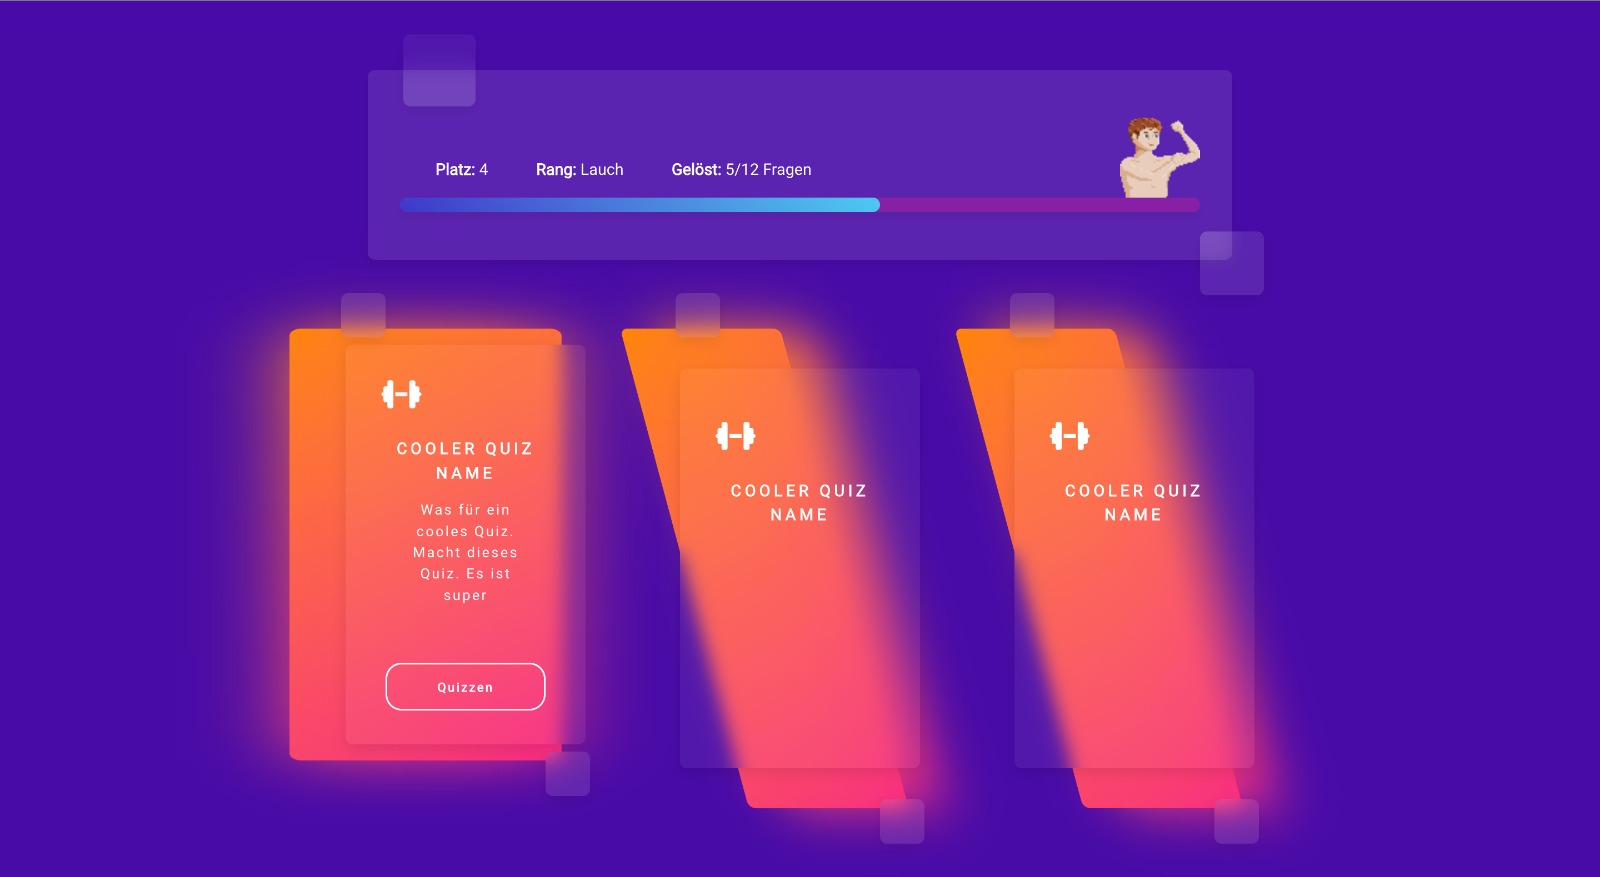 Platz: 4 Rang: Lauch Gelöst: 5/12 Fragen
COOLER QUIZ
NAME
Was für ein
cooles Quiz.
Macht dieses
Quiz. Es ist
super
Quizzen
COOLER QUIZ
NAME
COOLER QUIZ
NAME